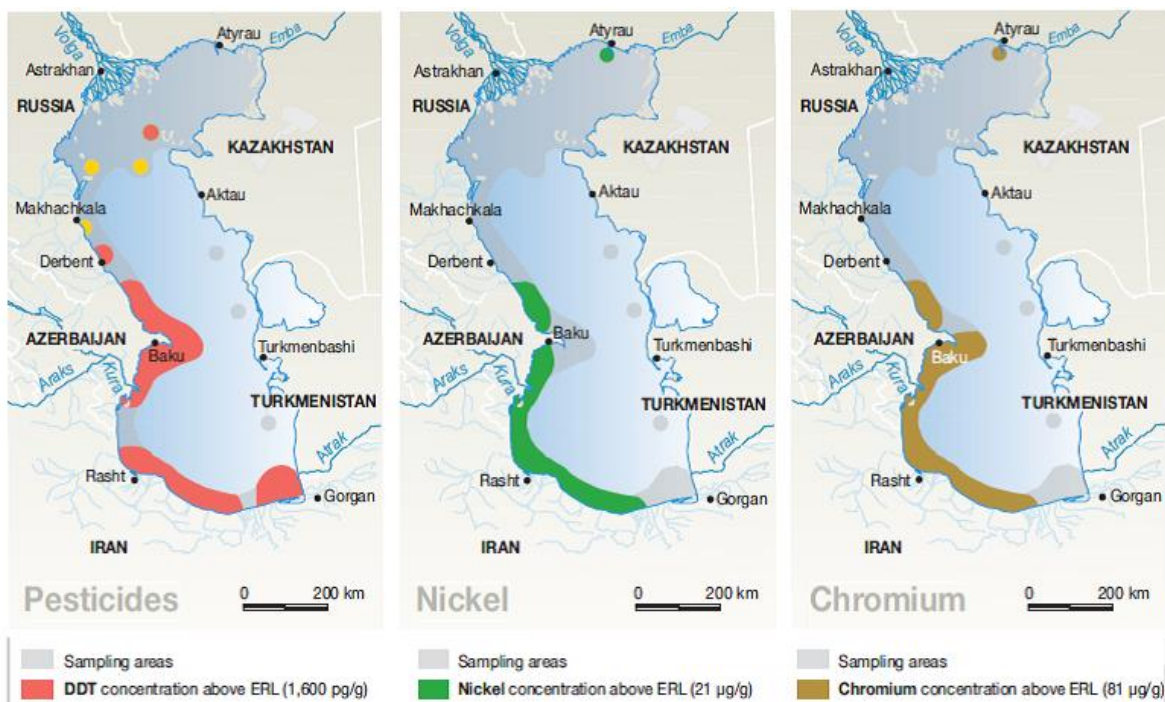 Atyrau
Volga
Emba
Astrakhan
RUSSIA
KAZAKHSTAN
Aktau
Makhachkala
Derbent
AZERBAIJAN
Baku
Turkmenbashi
Araks
Kura
TURKMENISTAN
Atrak
Rasht
Gorgan
IRAN
Pesticides
0 200 km
Sampling areas
DDT concentration above ERL (1,600 pg/g)
Atyrau
Volga
Emba
Astrakhan
RUSSIA
KAZAKHSTAN
Aktau
Makhachkala
Derbent
AZERBAIJAN
Baku
Turkmenbashi
Araks
Kura
TURKMENISTAN
Atrak
Rasht
Gorgan
IRAN
Nickel
0 200 km
Sampling areas
Nickel concentration above ERL (21 µg/g)
Atyrau
Volga
Emba
Astrakhan
RUSSIA
KAZAKHSTAN
Aktau
Makhachkala
Derbent
AZERBAIJAN
Baku
Turkmenbashi
Araks
Kura
TURKMENISTAN
Atrak
Rasht
Gorgan
IRAN
Chromium
0 200 km
Sampling areas
Chromium concentration above ERL (81 µg/g)